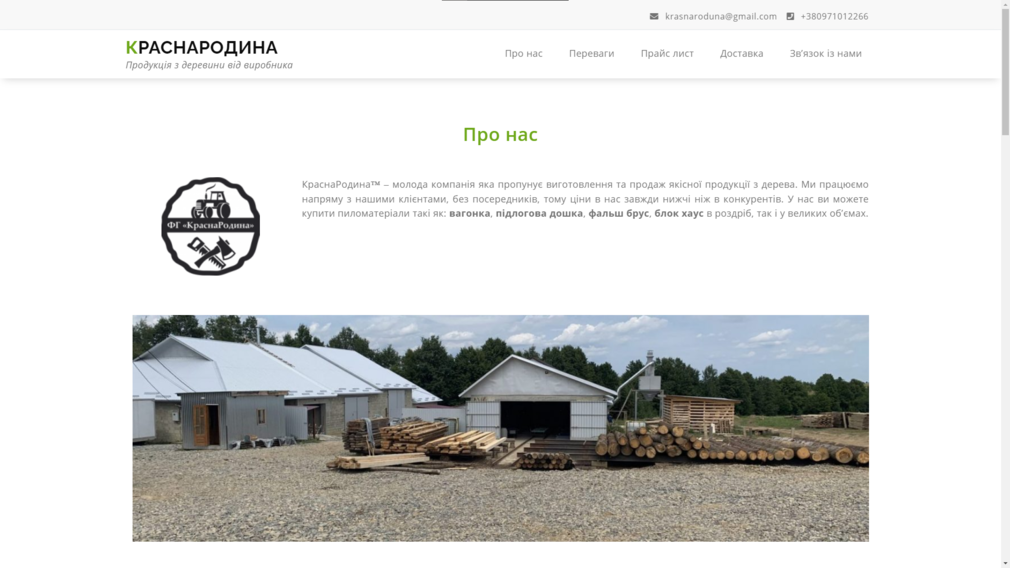 krasnaroduna@gmail.com +380971012266
КРАСНАРОДИНА
Продукція з деревини від виробника
Про нас Переваги Прайс лист Доставка Зв’язок із нами
Про нас
ФГ «КраснаРодина»
КраснаРодина™ – молода компанія яка пропунує виготовлення та продаж якісної продукції з дерева. Ми працюємо
напряму з нашими клієнтами, без посередників, тому ціни в нас завжди нижчі ніж в конкурентів. У нас ви можете
купити пиломатеріали такі як: вагонка, підлогова дошка, фальш брус, блок хаус в роздріб, так і у великих об’ємах.